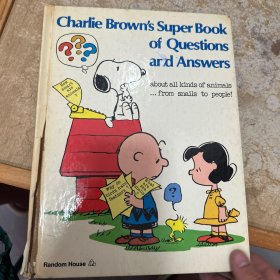 Charlie Brown's Super Book
of Questions
and Answers
about all kinds of animals
...from snails to people!
???
?
Random House